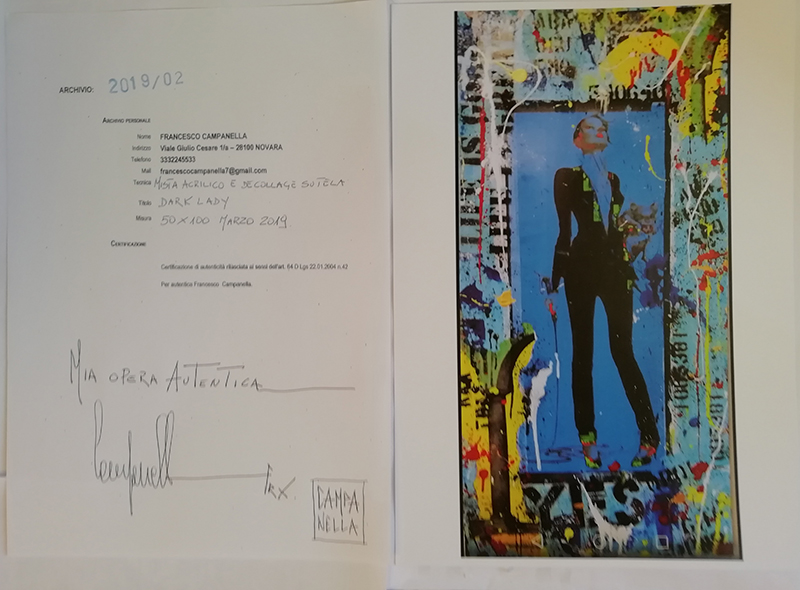 ARCHIVIO: 2019/02
ARCHIVIO PERSONALE
Nome FRANCESCO CAMPANELLA
Indirizzo Viale Giulio Cesare 1/a – 28100 NOVARA
Telefono 3332245533
Mail francescocampanella7@gmail.com
Tecnica MISTA ACRILICO E DECOLLAGE SU TELA
Titolo DARK LADY
Misura 50 x 100 MARZO 2019
CERTIFICAZIONE
Certificazione di autenticità rilasciata ai sensi dell'art. 64 D.Lgs 22.01.2004 n.42
Per autentica Francesco Campanella.
MIA OPERA AUTENTICA
Campanella
FRX.
CAMPA
NELLA